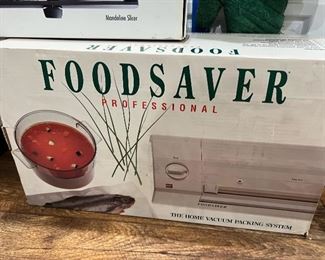 Mandoline Slicer
FOODSAVER
PROFESSIONAL
FOODSAVER
THE HOME VACUUM PACKING SYSTEM